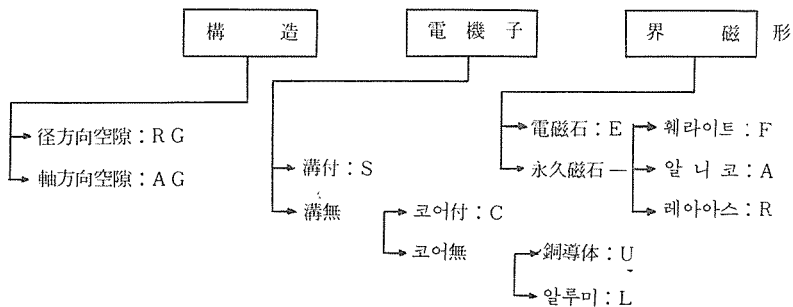 構造 電機子 界磁形
径方向空隙：RG
軸方向空隙：AG
溝付：S
溝無
코어付：C
코어無
銅導体：U
알루미：L
電磁石：E
永久磁石
훼라이트：F
알니코：A
레아아스：R